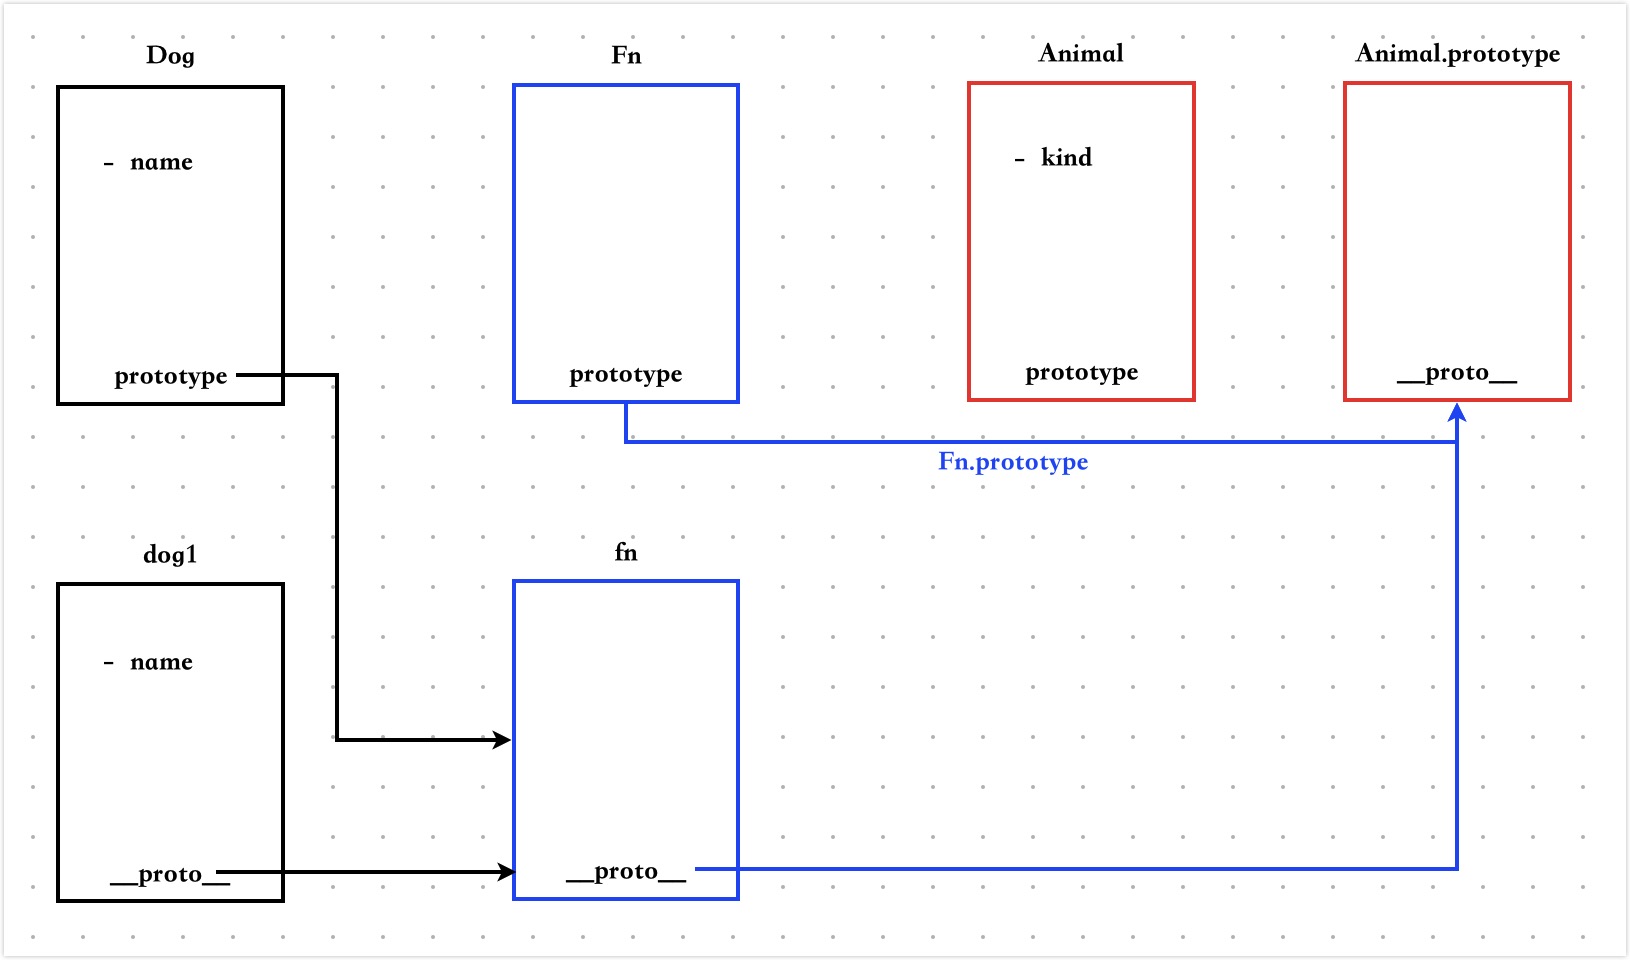 Dog
Fn
Animal
Animal.prototype
- name
- kind
prototype
prototype
prototype
__proto__
Fn.prototype
dog1
fn
- name
__proto__
__proto__